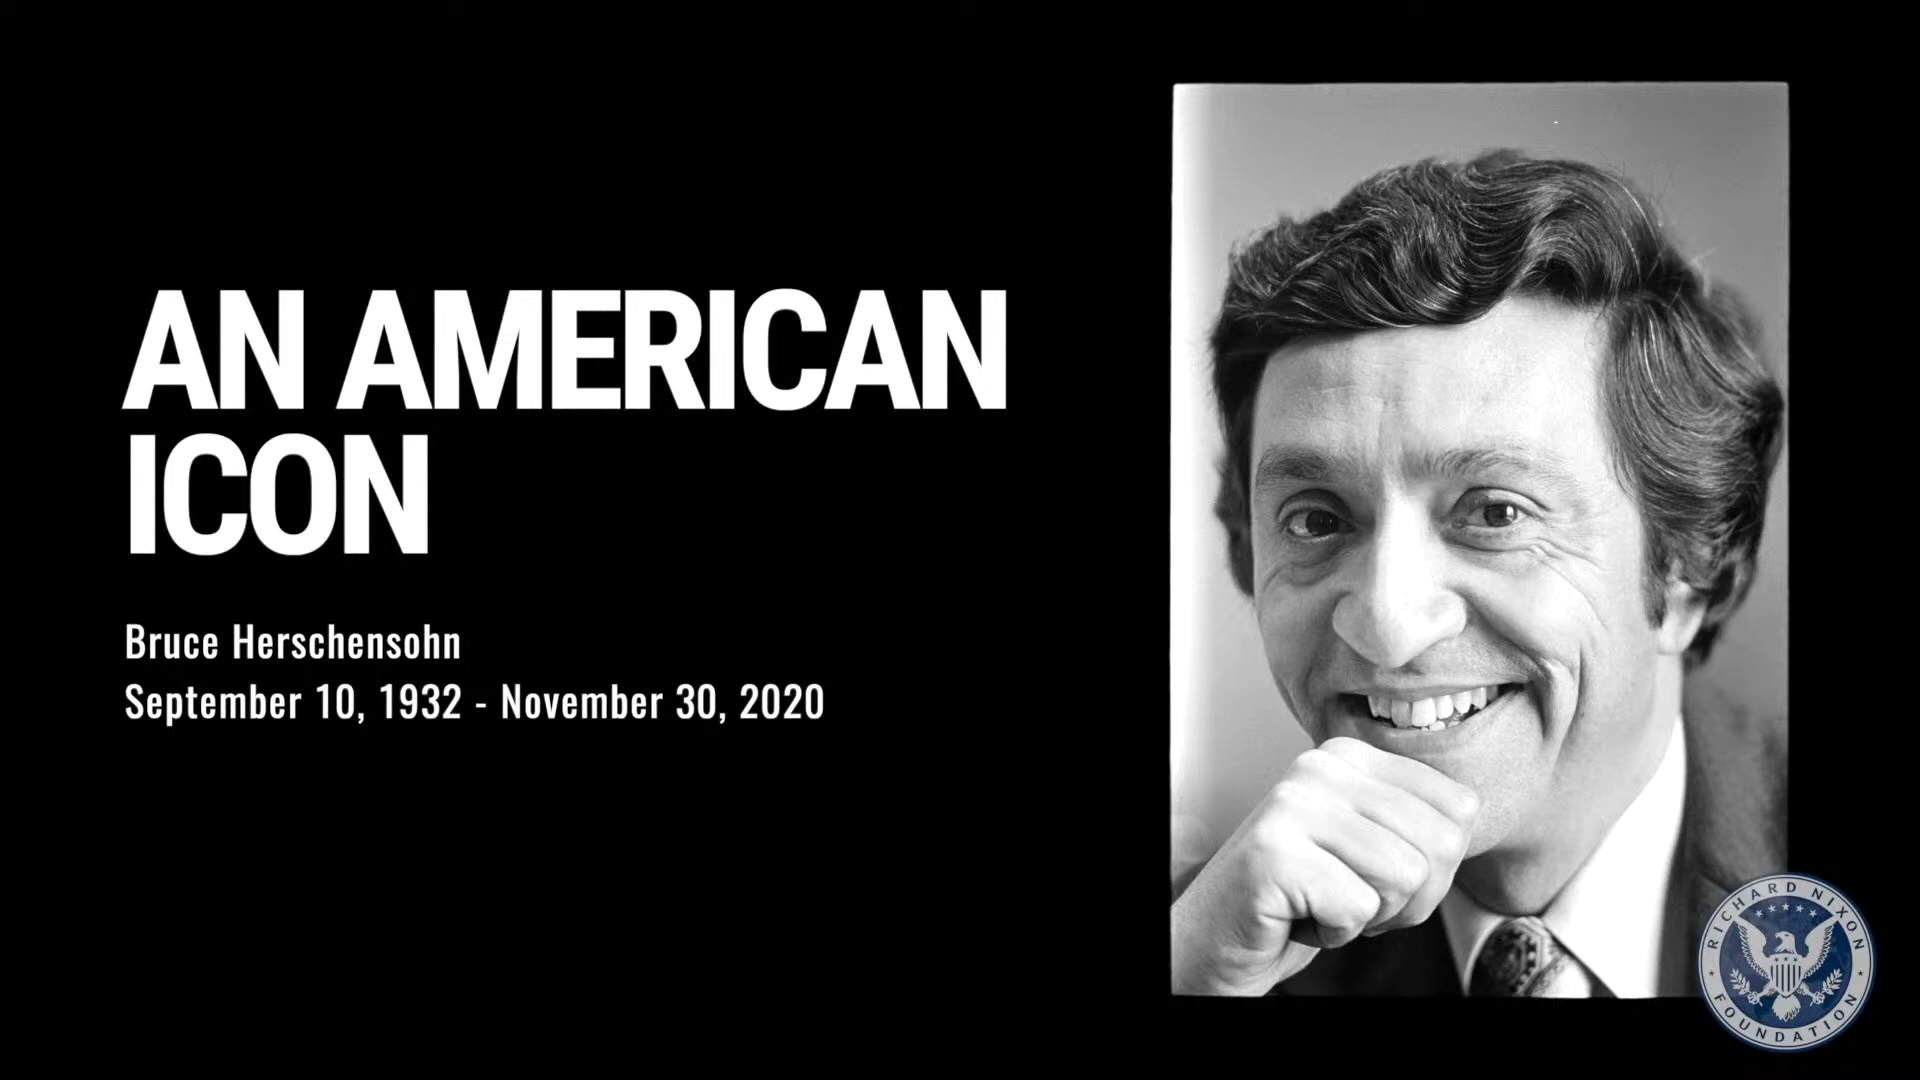 AN AMERICAN
ICON
Bruce Herschensohn
September 10, 1932 - November 30, 2020
RICHARD NIXON
FOUNDATION